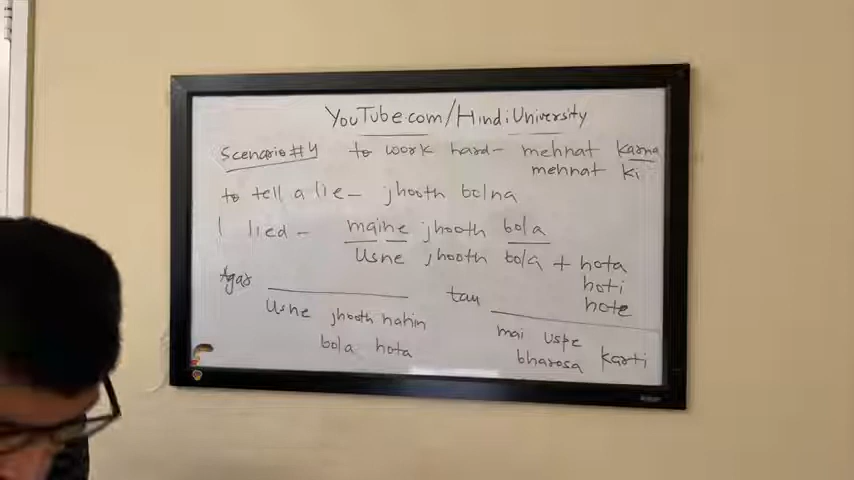 YouTube.com/HindiUniversity
Scenario #4 to work hard- mehnat karna
mehnat ki
to tell a lie- jhooth bolna
I lied - maine jhooth bola
Usne jhooth bola + hota
hoti
hote
Agar ________ tau ________
Usne jhooth nahin
bola hota
mai uspe
bharosa karti